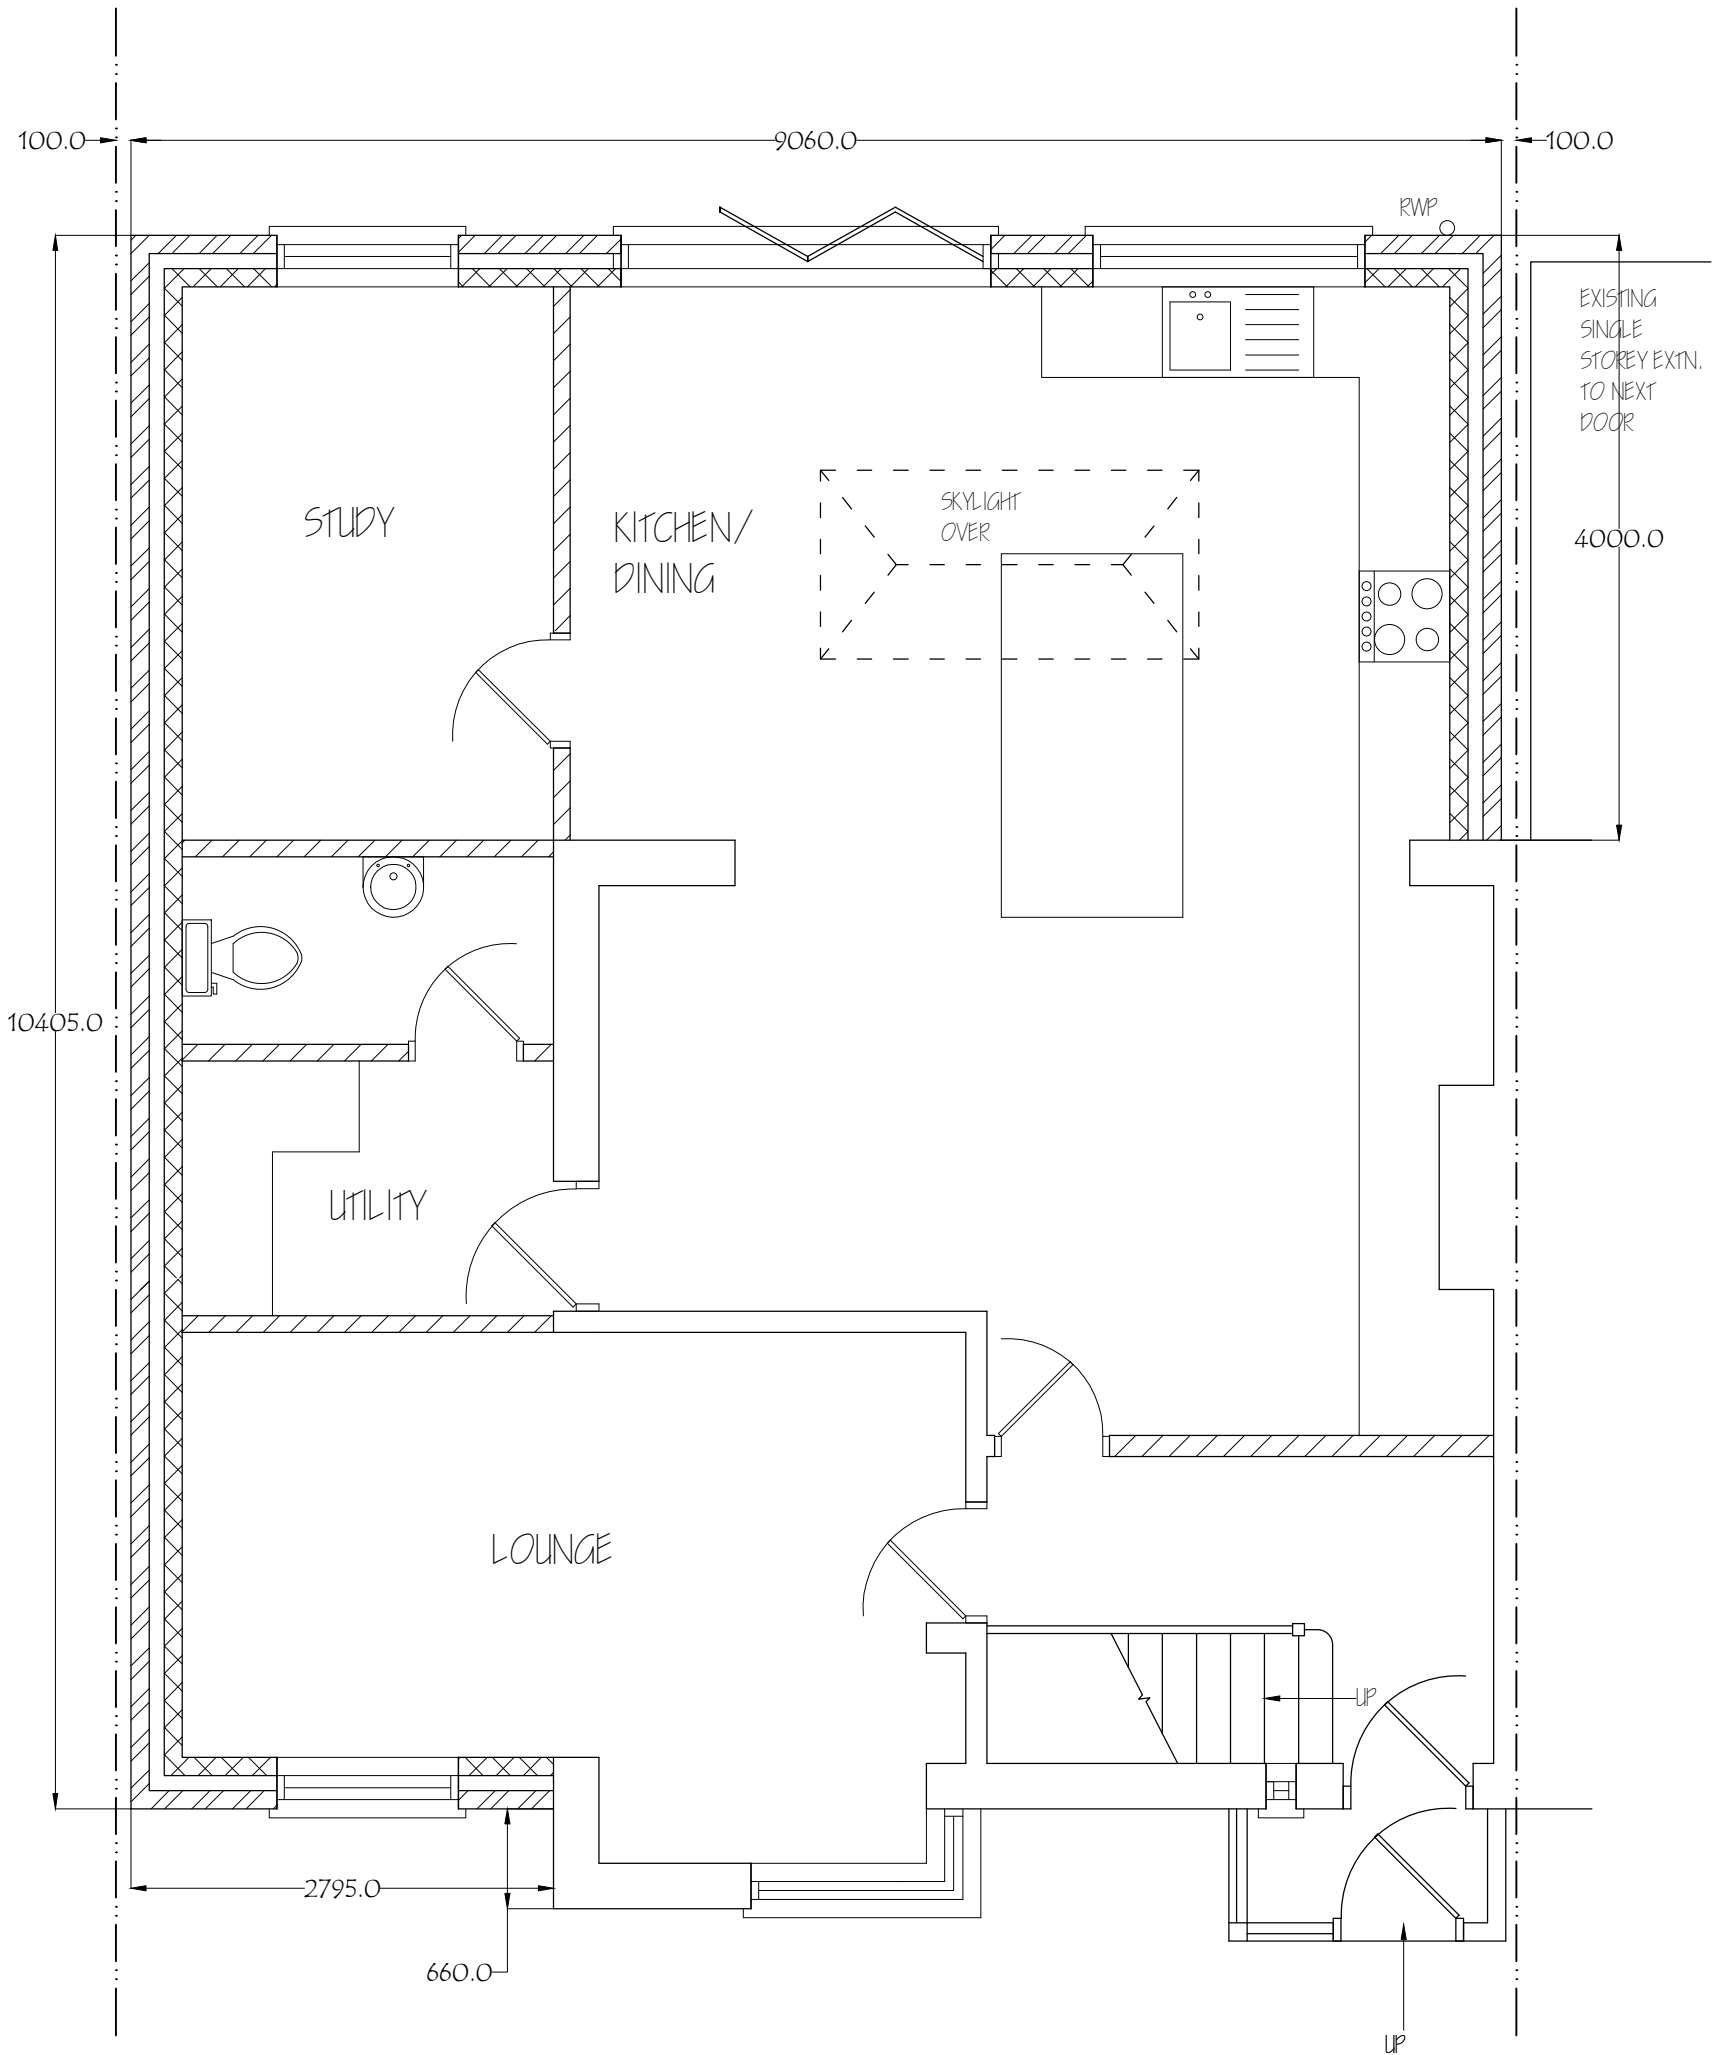 100.0
9060.0
100.0
RWP
EXISTING
SINGLE
STOREY EXTN.
TO NEXT
DOOR
SKYLIGHT
OVER
STUDY
KITCHEN/
DINING
4000.0
10405.0
UTILITY
LOUNGE
UP
2795.0
660.0
UP